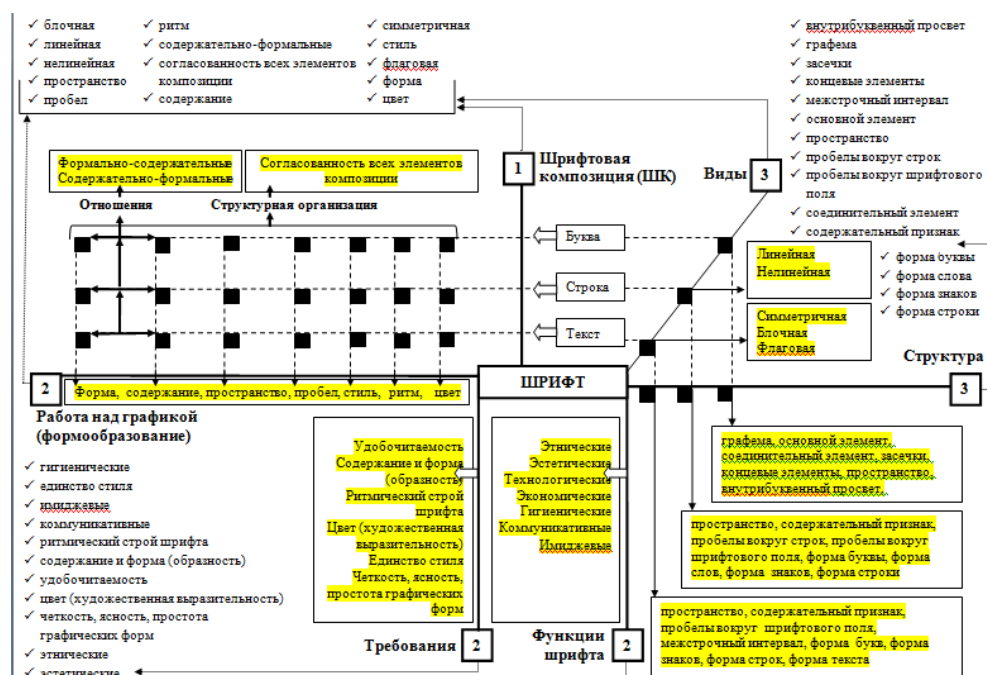 ✓ блочная
✓ линейная
✓ нелинейная
✓ пространство
✓ пробел
✓ ритм
✓ содержательно-формальные
✓ согласованность всех элементов
композиции
✓ содержание
✓ симметричная
✓ стиль
✓ флаговая
✓ форма
✓ цвет
✓ внутрибуквенный просвет
✓ графема
✓ засечки
✓ концевые элементы
✓ межстрочный интервал
✓ основной элемент
✓ пространство
✓ пробелы вокруг строк
✓ пробелы вокруг шрифтового
поля
✓ соединительный элемент
✓ содержательный признак
✓ форма буквы
✓ форма слова
✓ форма знаков
✓ форма строки
Формально-содержательные
Содержательно-формальные
Согласованность всех элементов
композиции
Отношения
Структурная организация
1
Шрифтовая
композиция (ШК)
Виды
3
Буква
Строка
Текст
Линейная
Нелинейная
Симметричная
Блочная
Флаговая
Структура
3
ШРИФТ
2
Форма, содержание, пространство, пробел, стиль, ритм, цвет
Работа над графикой
(формообразование)
✓ гигиенические
✓ единство стиля
✓ имиджевые
✓ коммуникативные
✓ ритмический строй шрифта
✓ содержание и форма (образность)
✓ удобочитаемость
✓ цвет (художественная выразительность)
✓ четкость, ясность, простота
графических форм
✓ этнические
✓ эстетические
Удобочитаемость
Содержание и форма
(образность)
Ритмический строй
шрифта
Цвет (художественная
выразительность)
Единство стиля
Четкость, ясность,
простота графических
форм
Требования
2
Этнические
Эстетические
Технологические
Экономические
Гигиенические
Коммуникативные
Имиджевые
Функции
шрифта
2
графема, основной элемент,
соединительный элемент, засечки,
концевые элементы, пространство,
внутрибуквенный просвет,
пространство, содержательный признак,
пробелы вокруг строк, пробелы вокруг
шрифтового поля, форма буквы, форма
слов, форма знаков, форма строки
пространство, содержательный признак,
пробелы вокруг шрифтового поля,
межстрочный интервал, форма букв, форма
знаков, форма строк, форма текста